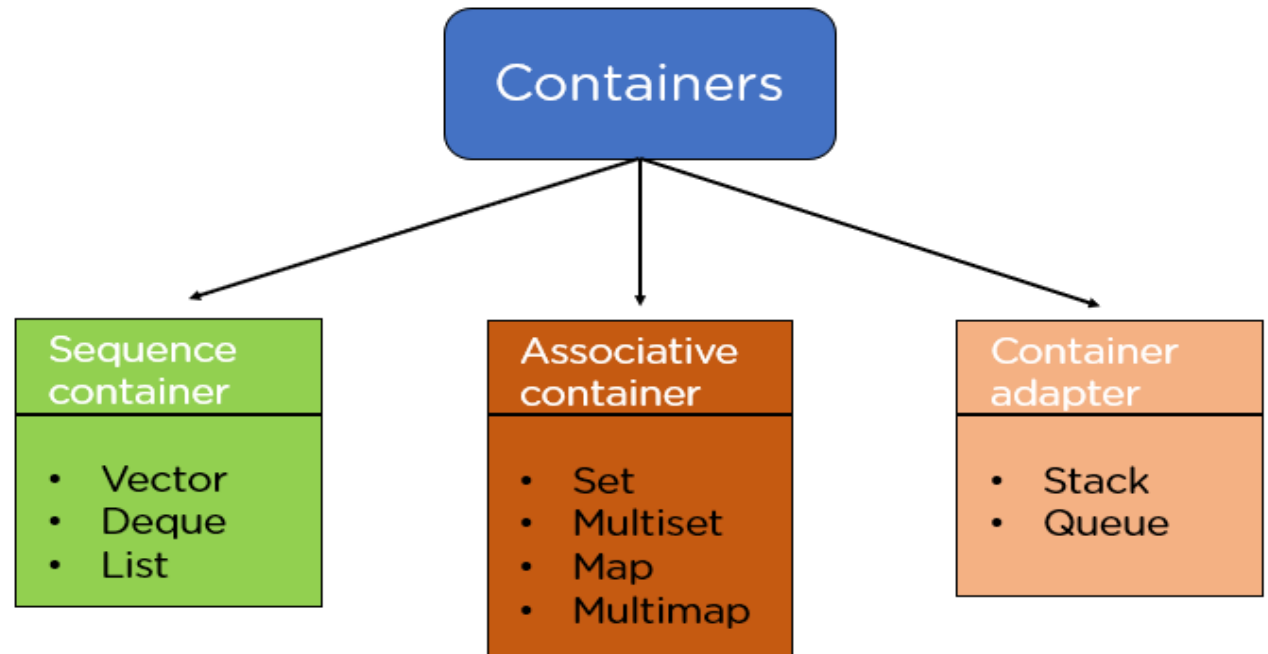 Containers
Sequence
container
• Vector
• Deque
• List
Associative
container
• Set
• Multiset
• Map
• Multimap
Container
adapter
• Stack
• Queue